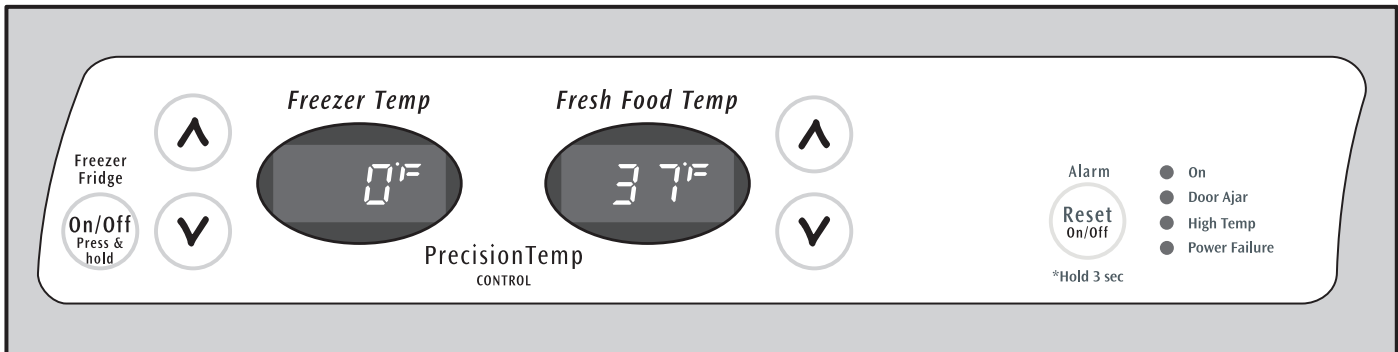 Freezer Temp
Fresh Food Temp
Freezer
Fridge
On/Off
Press &
hold
0°F
37°F
PrecisionTemp
CONTROL
Alarm
Reset
On/Off
*Hold 3 sec
On
Door Ajar
High Temp
Power Failure